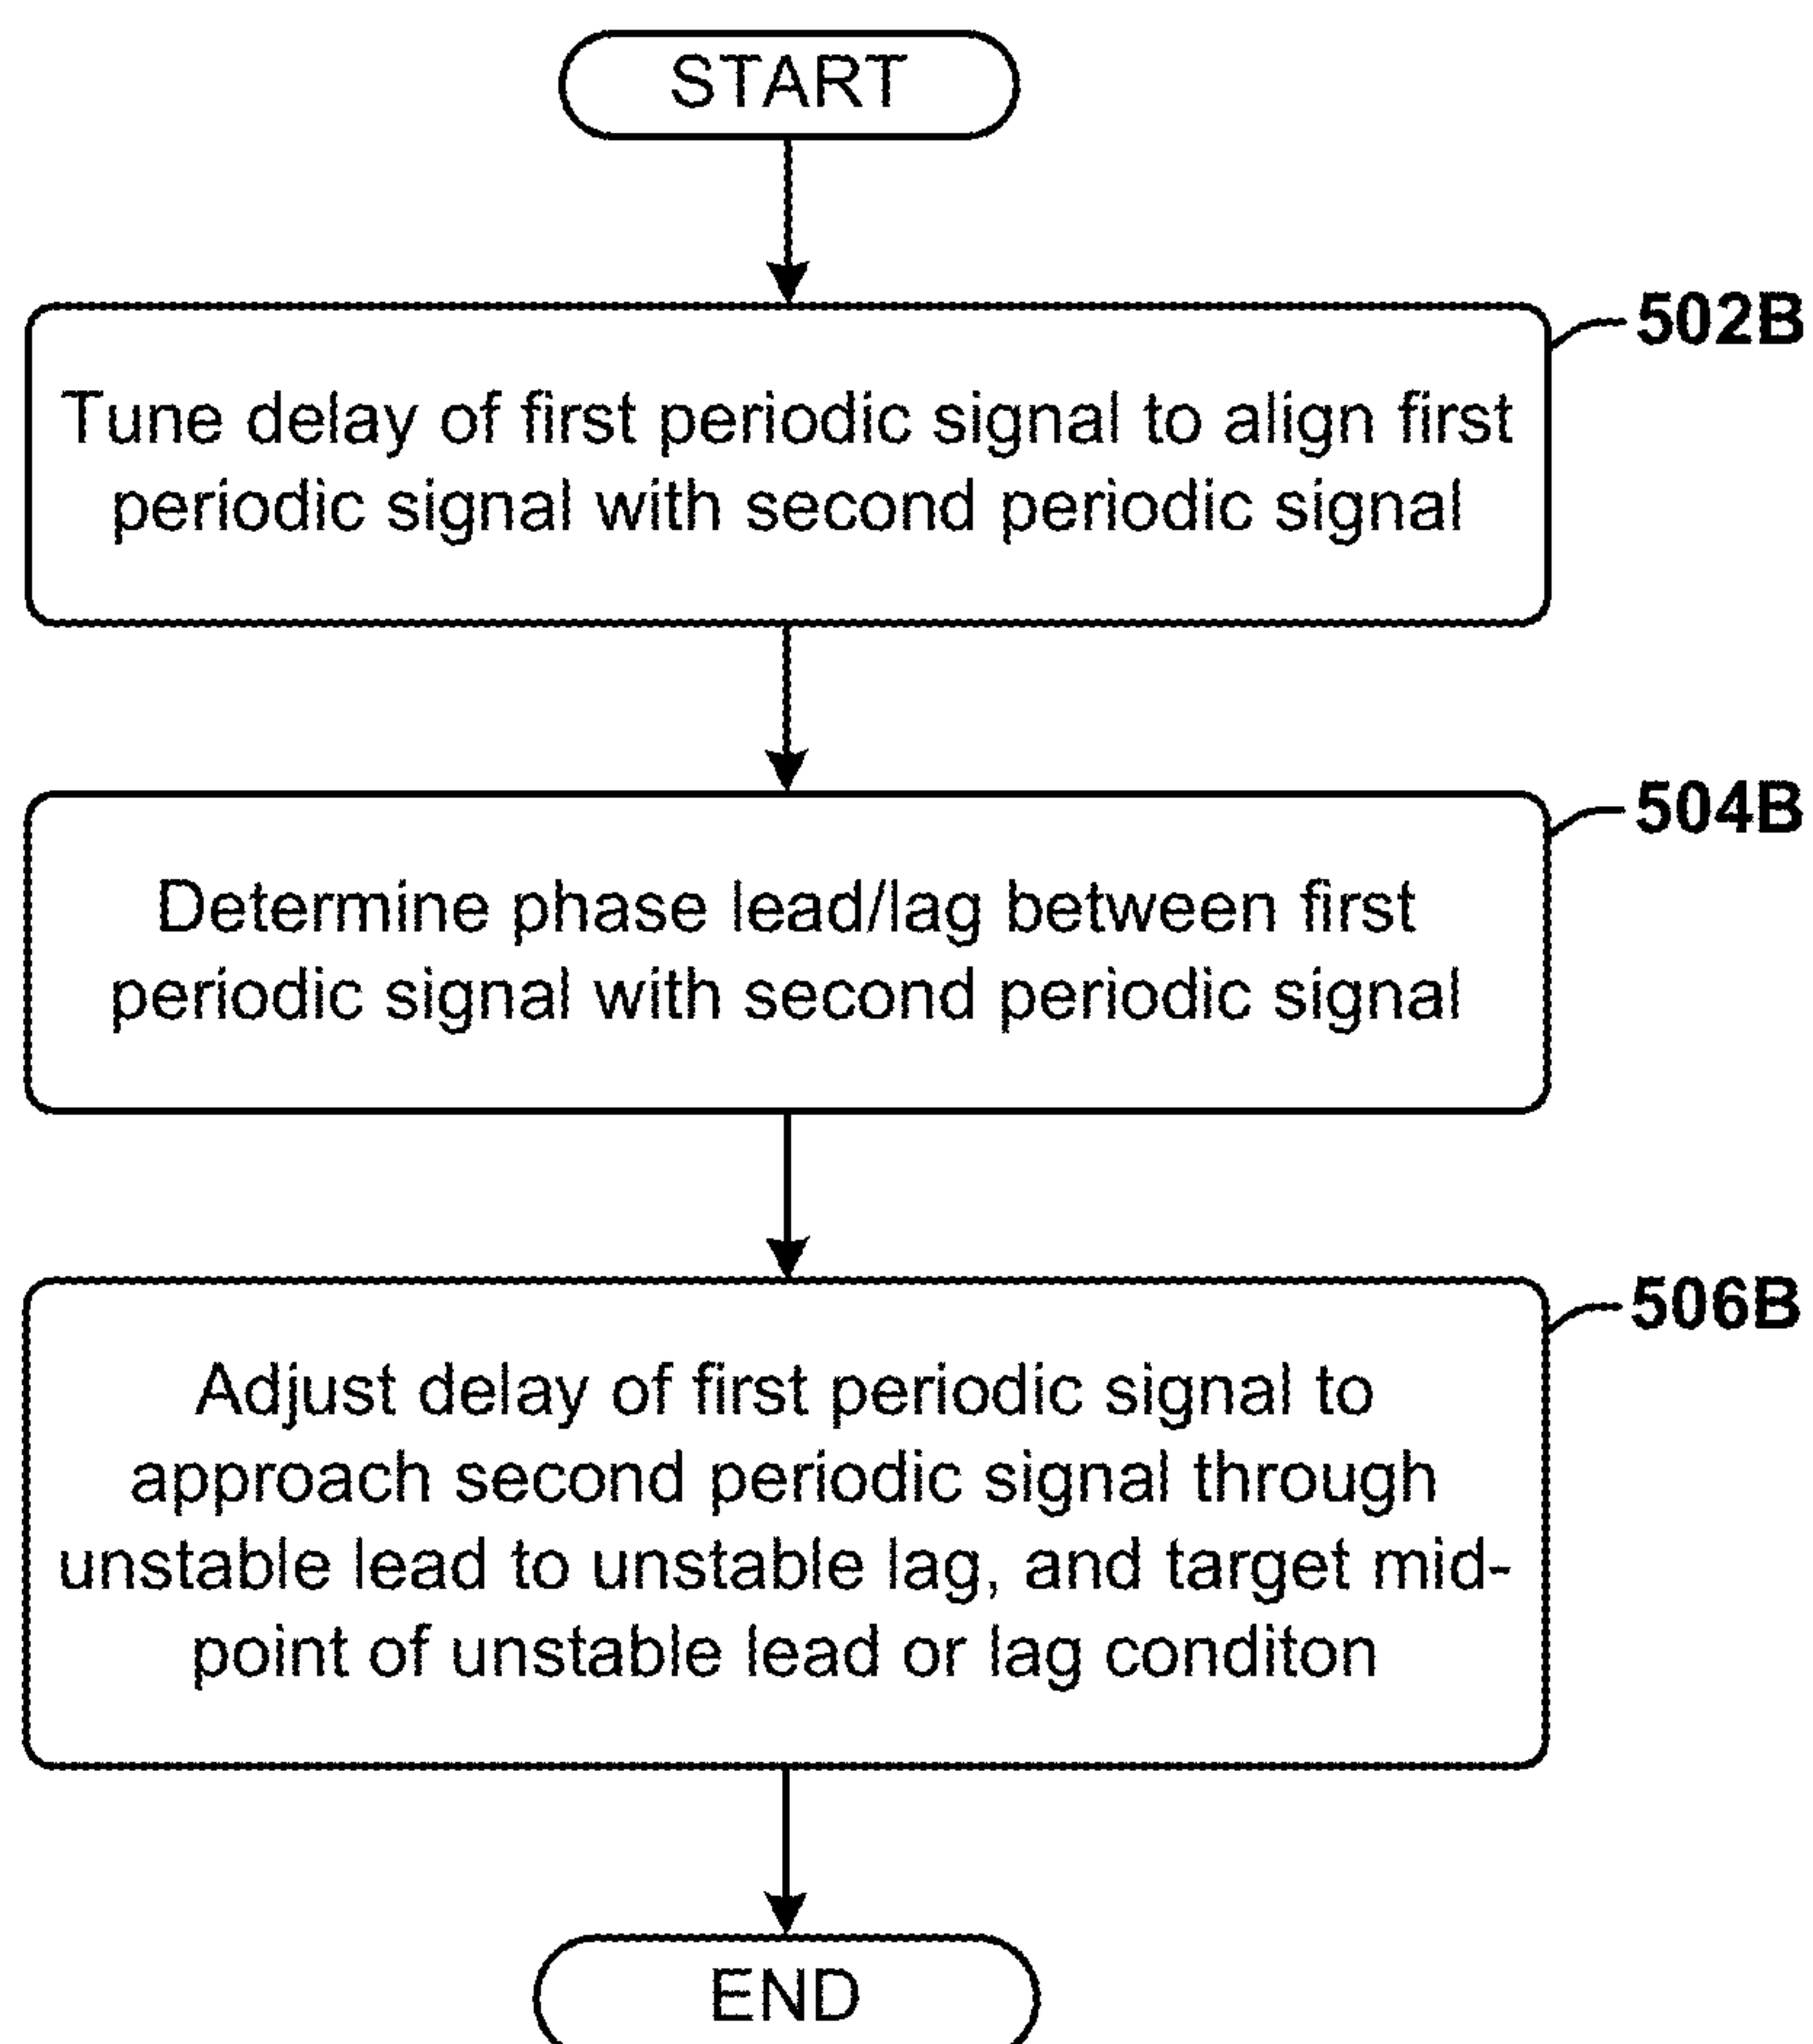 START
502B
Tune delay of first periodic signal to align first
periodic signal with second periodic signal
504B
Determine phase lead/lag between first
periodic signal with second periodic signal
506B
Adjust delay of first periodic signal to
approach second periodic signal through
unstable lead to unstable lag, and target mid-
point of unstable lead or lag conditon
END